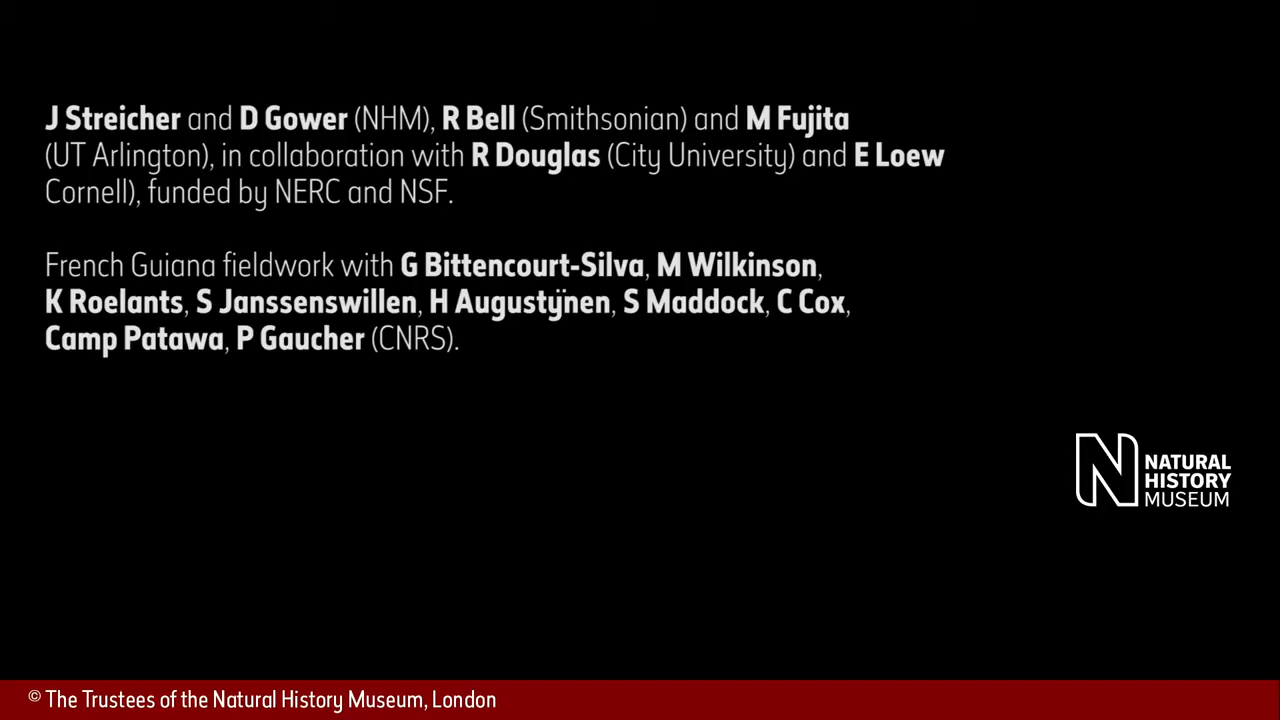 J Streicher and D Gower (NHM), R Bell (Smithsonian) and M Fujita
(UT Arlington), in collaboration with R Douglas (City University) and E Loew
Cornell), funded by NERC and NSF.
French Guiana fieldwork with G Bittencourt-Silva, M Wilkinson,
K Roelants, S Janssenswillen, H Augustijnen, S Maddock, C Cox,
Camp Patawa, P Gaucher (CNRS).
NATURAL
HISTORY
MUSEUM
© The Trustees of the Natural History Museum, London